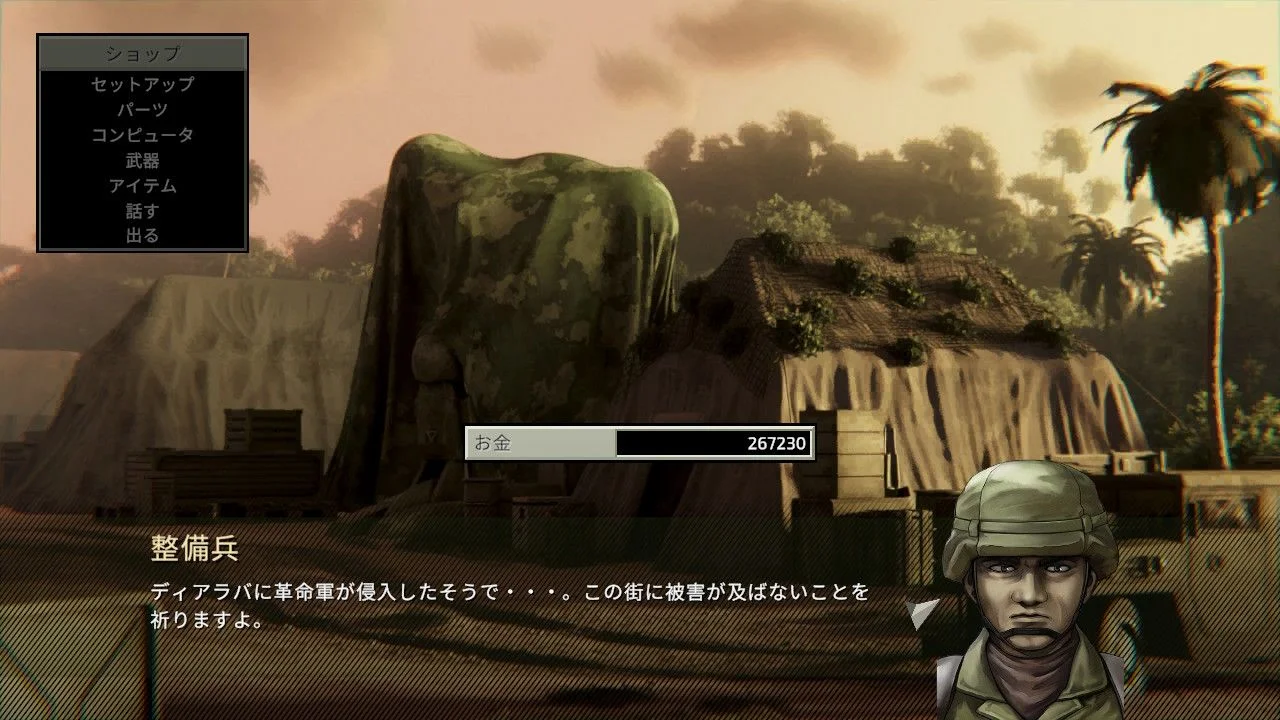 ショップ
セットアップ
パーツ
コンピュータ
武器
アイテム
話す
出る
お金 267230
整備兵
ディアラバに革命軍が侵入したそうで・・・。この街に被害が及ばないことを
祈りますよ。